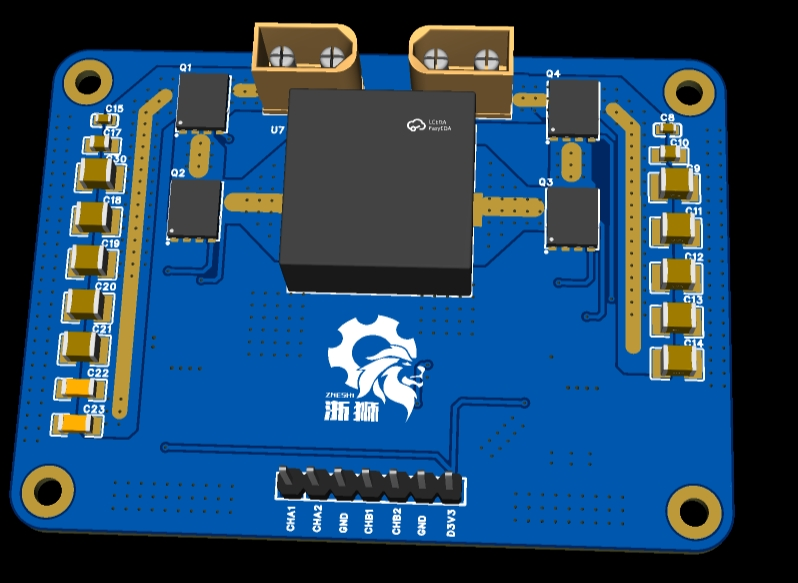 Q1
Q4
LCEDA
EasyEDA
C15
U7
C8
C17
C10
C30
Q2
Q3
C9
C18
C11
C19
C12
C20
C13
C21
C14
C22
ZHESHI
浙狮
C23
CHA1
CHA2
GND
CHB1
CHB2
GND
D3V3